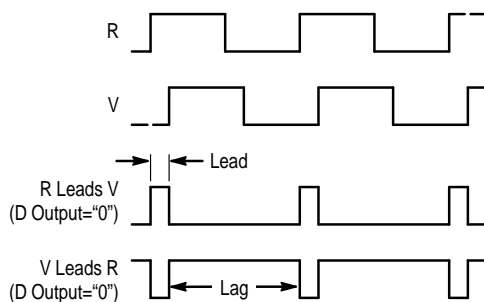 R
V
Lead
R Leads V
(D Output=“0”)
V Leads R
(D Output=“0”)
Lag